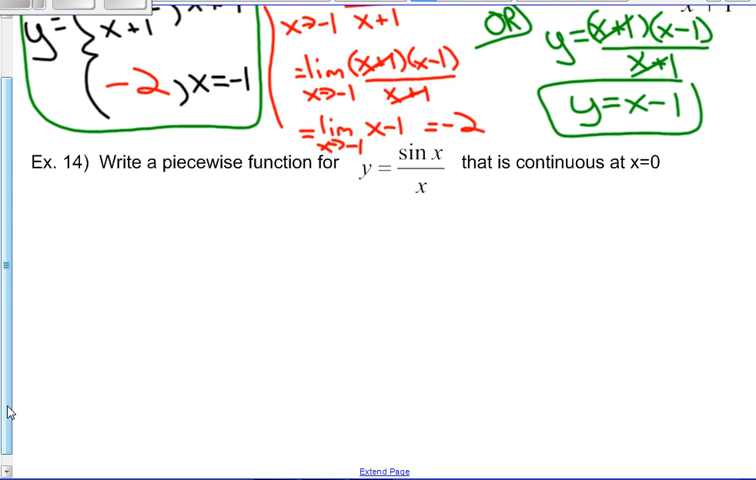 y= { x+1
-2 , x=-1
x→-1 x+1
=lim (x+1)(x-1)
x→-1 x+1
=lim x-1 =-2
x→-1
OR
y=(x+1)(x-1)
x+1
y=x-1
Ex. 14) Write a piecewise function for y = sin x / x that is continuous at x=0
Extend Page